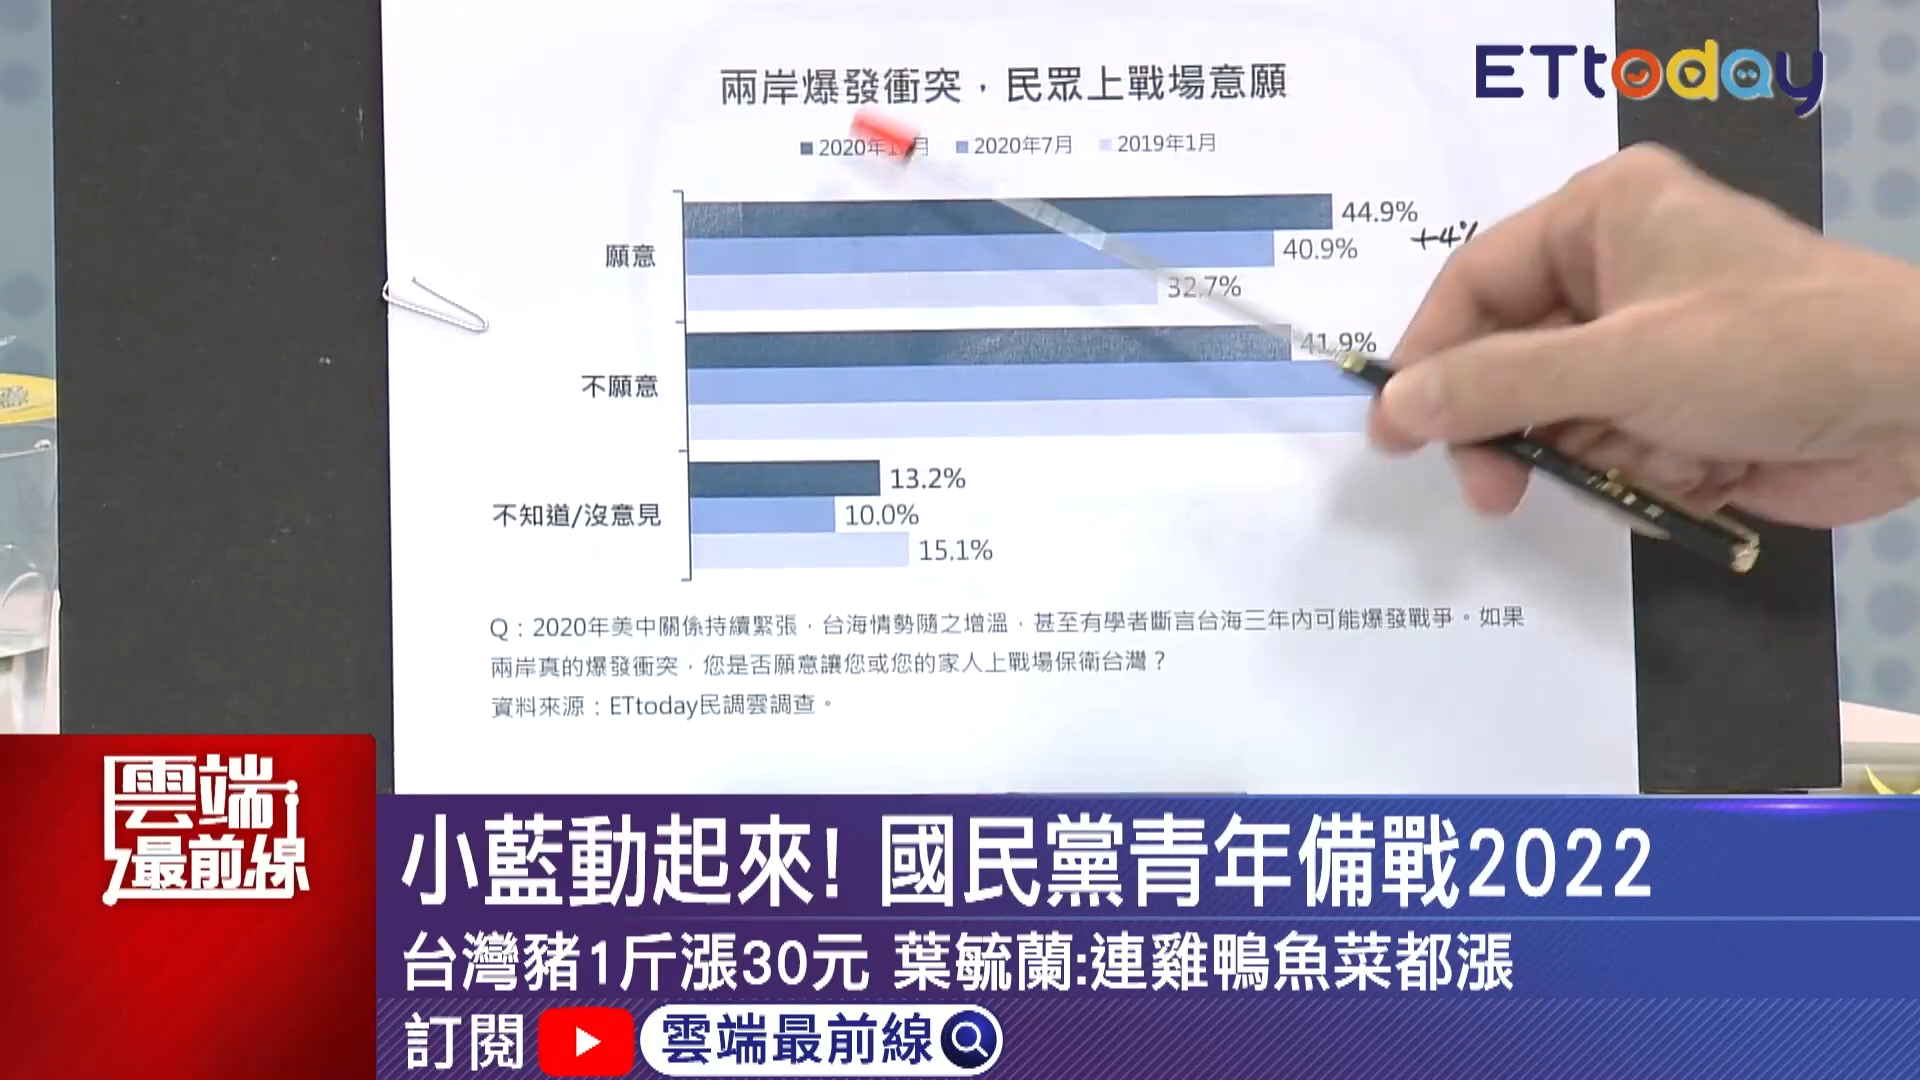 兩岸爆發衝突，民眾上戰場意願
ETtoday
2020年1 月 2020年7月 2019年1月
44.9%
+4%
願意
40.9%
32.7%
41.9%
不願意
13.2%
不知道/沒意見
10.0%
15.1%
Q：2020年美中關係持續緊張，台海情勢隨之增溫，甚至有學者斷言台海三年內可能爆發戰爭。如果
兩岸真的爆發衝突，您是否願意讓您或您的家人上戰場保衛台灣？
資料來源：ETtoday民調雲調查。
雲端
最前線
小藍動起來! 國民黨青年備戰2022
台灣豬1斤漲30元 葉毓蘭:連雞鴨魚菜都漲
訂閱 雲端最前線